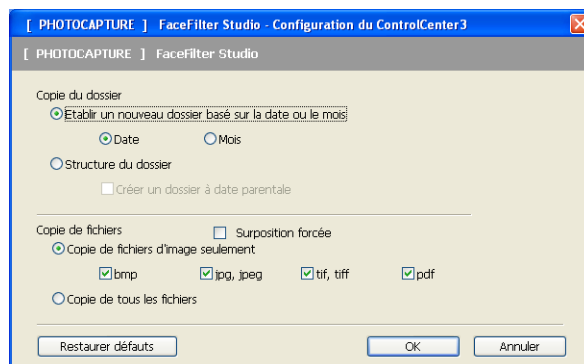 [ PHOTOCAPTURE ] FaceFilter Studio - Configuration du ControlCenter3
[ PHOTOCAPTURE ] FaceFilter Studio
Copie du dossier
Etablir un nouveau dossier basé sur la date ou le mois
Date Mois
Structure du dossier
Créer un dossier à date parentale
Copie de fichiers Surposition forcée
Copie de fichiers d'image seulement
bmp jpg, jpeg tif, tiff pdf
Copie de tous les fichiers
Restaurer défauts OK Annuler